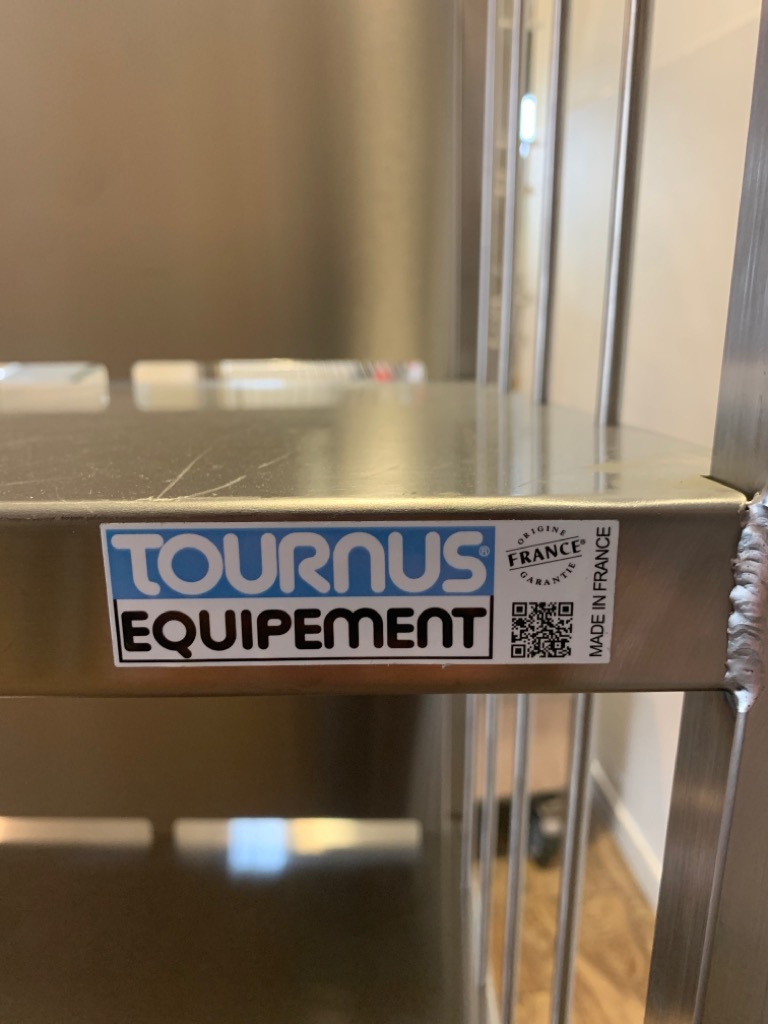 TOURNUS®
EQUIPEMENT
ORIGINE
FRANCE®
GARANTIE
MADE IN FRANCE